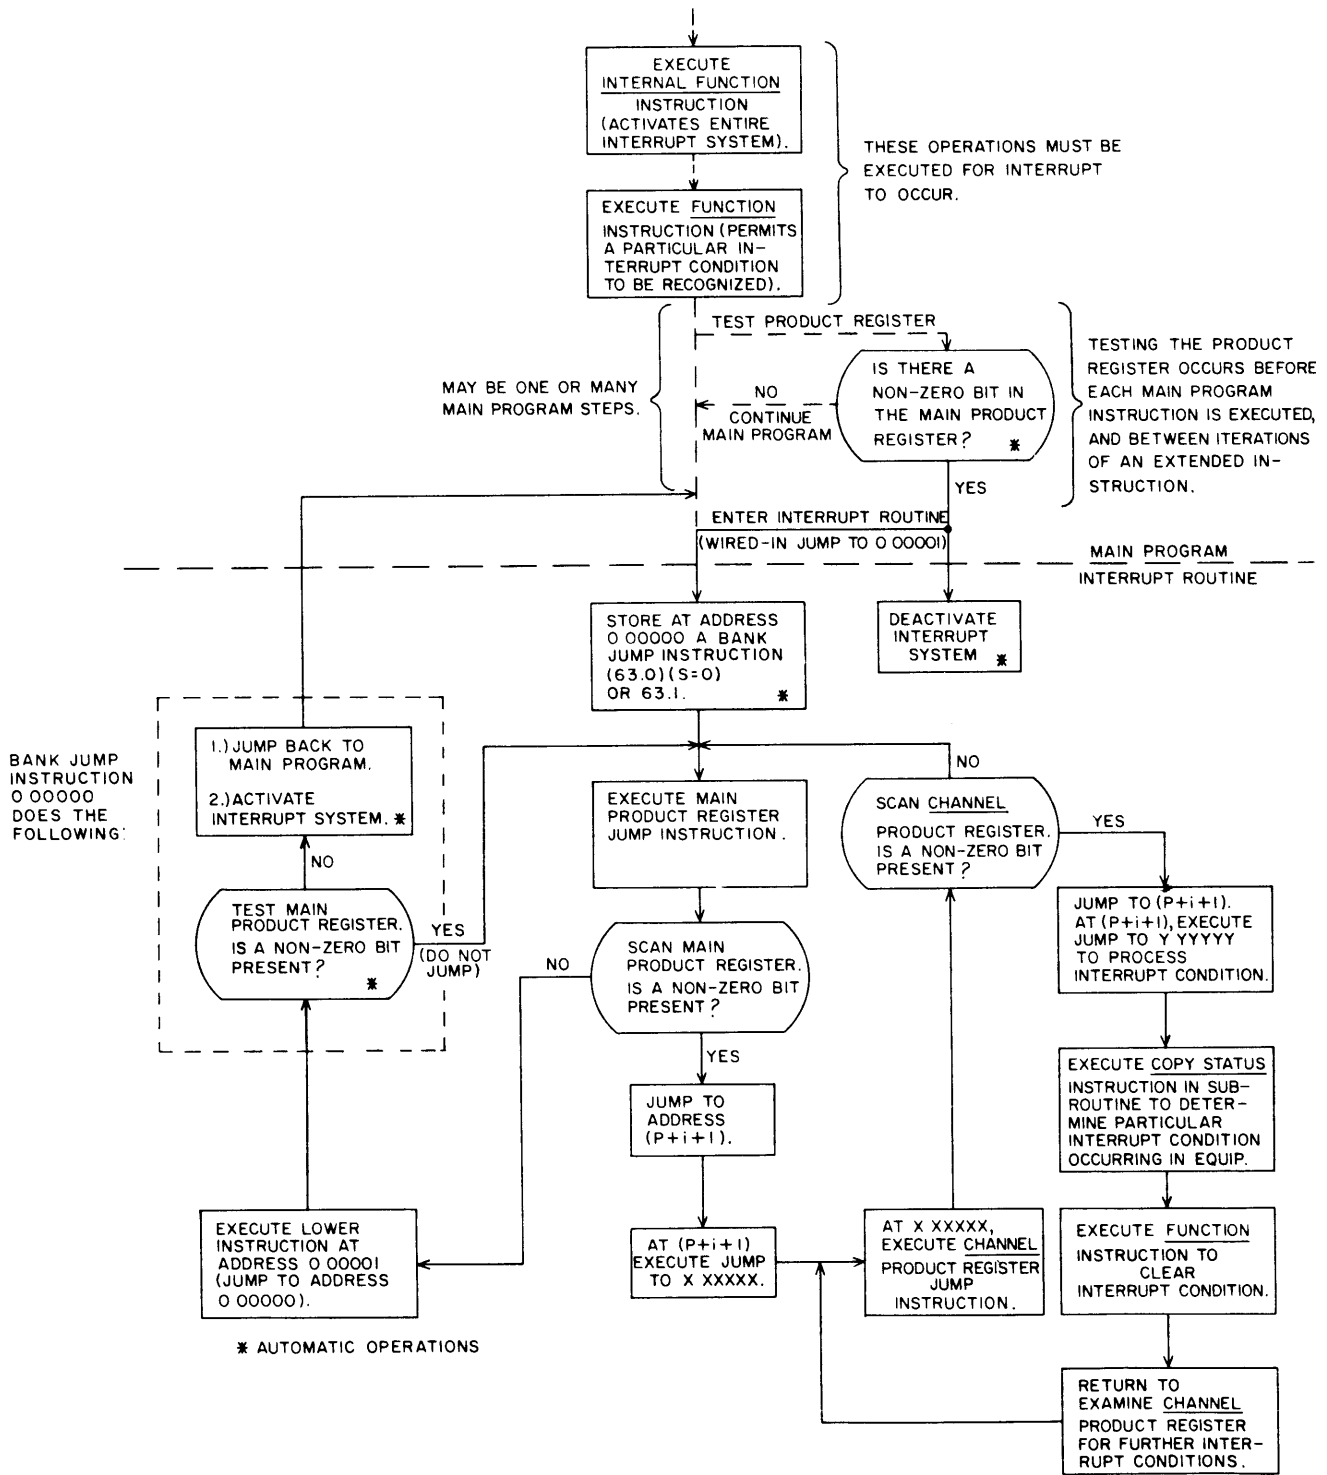 EXECUTE
INTERNAL FUNCTION
INSTRUCTION
(ACTIVATES ENTIRE
INTERRUPT SYSTEM).
THESE OPERATIONS MUST BE
EXECUTED FOR INTERRUPT
TO OCCUR.
EXECUTE FUNCTION
INSTRUCTION (PERMITS
A PARTICULAR IN-
TERRUPT CONDITION
TO BE RECOGNIZED).
TEST PRODUCT REGISTER
MAY BE ONE OR MANY
MAIN PROGRAM STEPS.
NO
CONTINUE
MAIN PROGRAM
IS THERE A
NON-ZERO BIT IN
THE MAIN PRODUCT
REGISTER? *
TESTING THE PRODUCT
REGISTER OCCURS BEFORE
EACH MAIN PROGRAM
INSTRUCTION IS EXECUTED,
AND BETWEEN ITERATIONS
OF AN EXTENDED IN-
STRUCTION.
YES
ENTER INTERRUPT ROUTINE
(WIRED-IN JUMP TO 0 00001)
MAIN PROGRAM
INTERRUPT ROUTINE
STORE AT ADDRESS
0 00000 A BANK
JUMP INSTRUCTION
(63.0)(S=0)
OR 63.1. *
DEACTIVATE
INTERRUPT
SYSTEM *
BANK JUMP
INSTRUCTION
0 00000
DOES THE
FOLLOWING:
1.) JUMP BACK TO
MAIN PROGRAM.
2.) ACTIVATE
INTERRUPT SYSTEM. *
NO
TEST MAIN
PRODUCT REGISTER.
IS A NON-ZERO BIT
PRESENT?
*
YES
(DO NOT
JUMP)
EXECUTE MAIN
PRODUCT REGISTER
JUMP INSTRUCTION.
NO
SCAN CHANNEL
PRODUCT REGISTER.
IS A NON-ZERO BIT
PRESENT?
YES
JUMP TO (P+i+1).
AT (P+i+1), EXECUTE
JUMP TO Y YYYYY
TO PROCESS
INTERRUPT CONDITION.
NO
SCAN MAIN
PRODUCT REGISTER.
IS A NON-ZERO BIT
PRESENT?
YES
JUMP TO
ADDRESS
(P+i+1).
EXECUTE COPY STATUS
INSTRUCTION IN SUB-
ROUTINE TO DETER-
MINE PARTICULAR
INTERRUPT CONDITION
OCCURRING IN EQUIP.
EXECUTE LOWER
INSTRUCTION AT
ADDRESS 0 00001
(JUMP TO ADDRESS
0 00000).
AT (P+i+1)
EXECUTE JUMP
TO X XXXXX.
AT X XXXXX,
EXECUTE CHANNEL
PRODUCT REGISTER
JUMP
INSTRUCTION.
EXECUTE FUNCTION
INSTRUCTION TO
CLEAR
INTERRUPT CONDITION.
* AUTOMATIC OPERATIONS
RETURN TO
EXAMINE CHANNEL
PRODUCT REGISTER
FOR FURTHER INTER-
RUPT CONDITIONS.